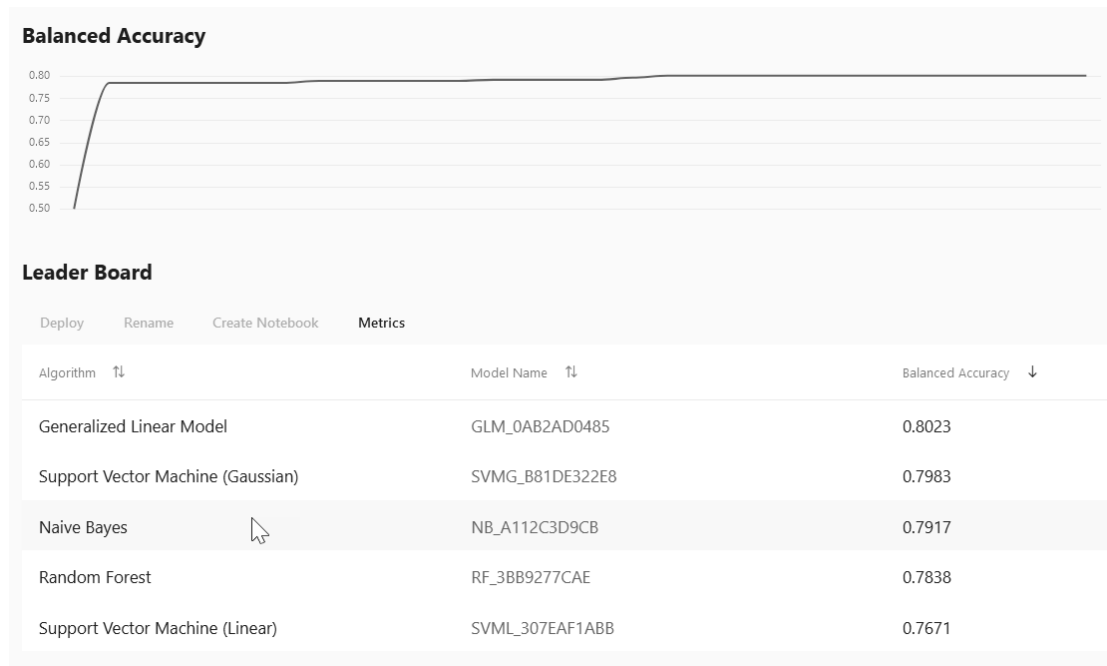 Balanced Accuracy
0.80
0.75
0.70
0.65
0.60
0.55
0.50
Leader Board
Deploy Rename Create Notebook Metrics
Algorithm Model Name Balanced Accuracy
Generalized Linear Model GLM_0AB2AD0485 0.8023
Support Vector Machine (Gaussian) SVMG_B81DE322E8 0.7983
Naive Bayes NB_A112C3D9CB 0.7917
Random Forest RF_3BB9277CAE 0.7838
Support Vector Machine (Linear) SVML_307EAF1ABB 0.7671